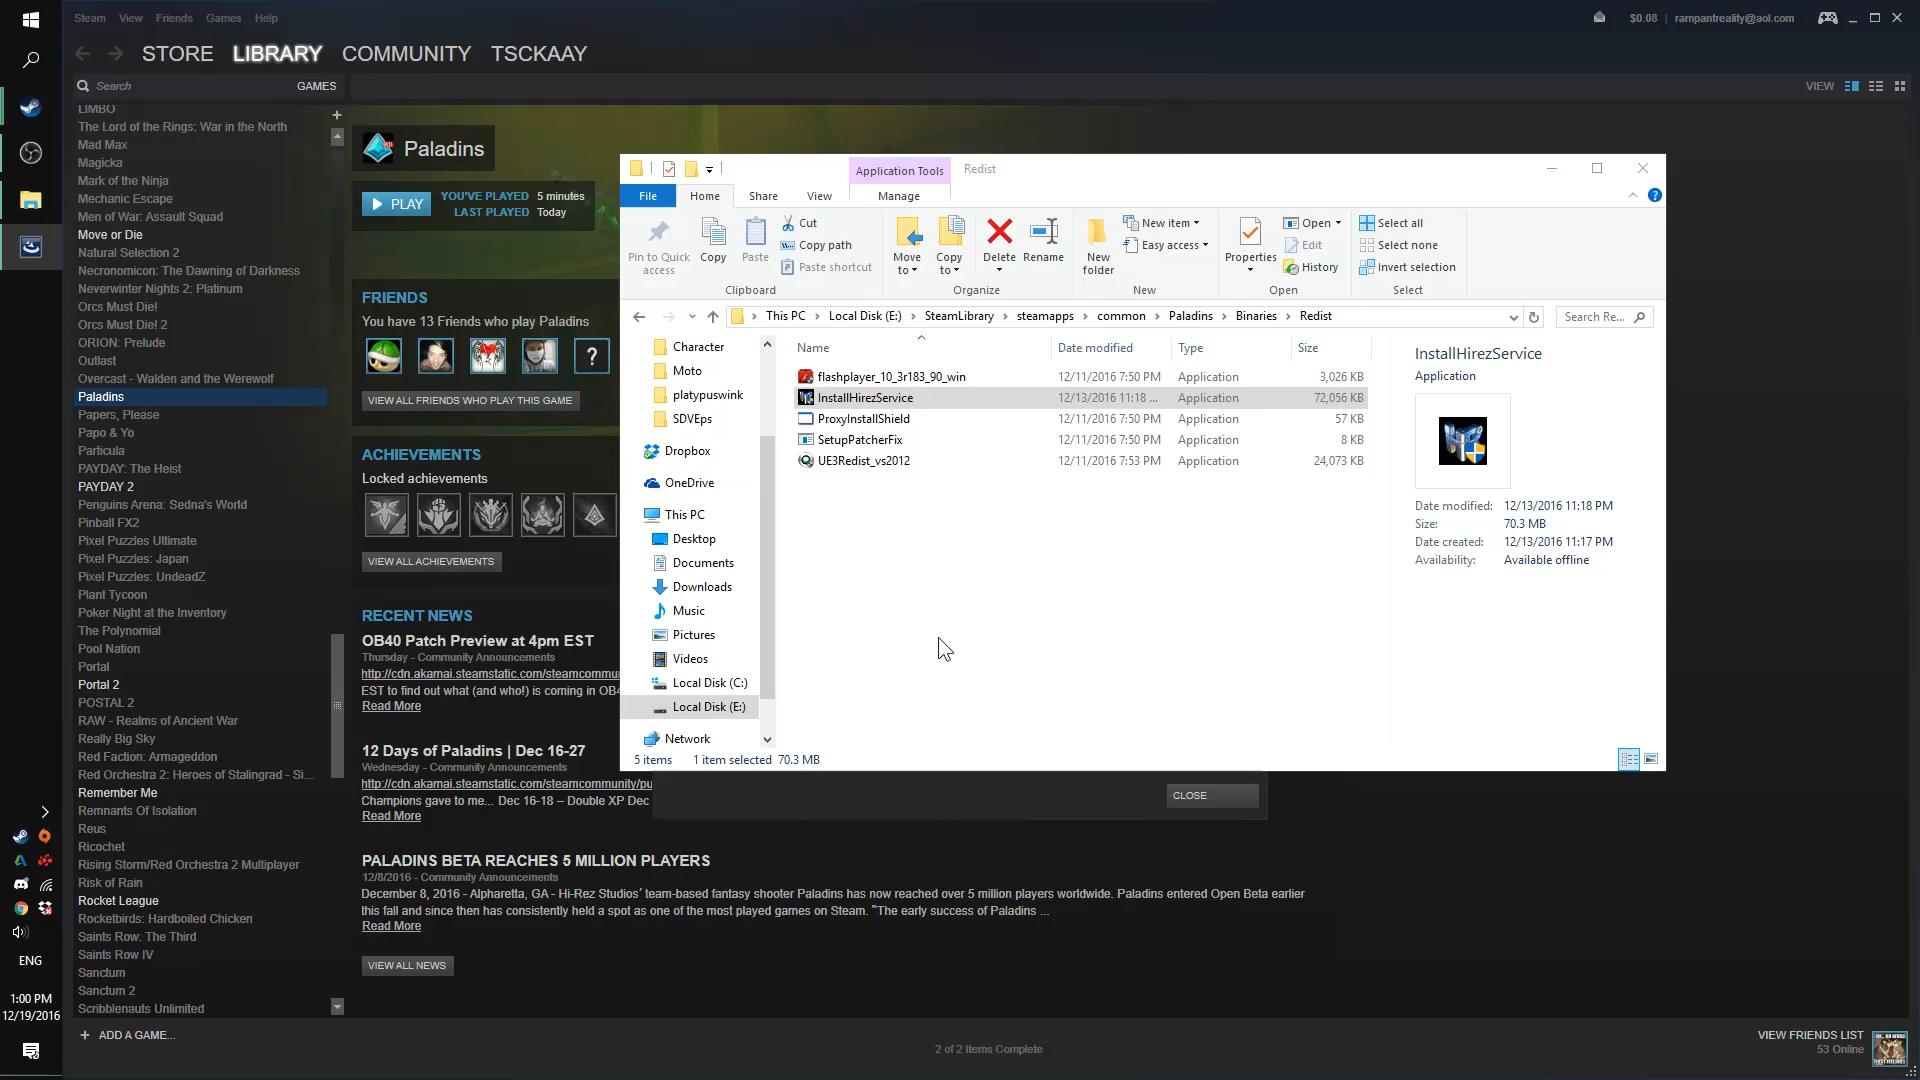 Steam View Friends Games Help
$0.08 | rampantreality@aol.com
STORE LIBRARY COMMUNITY TSCKAAY
Search GAMES
VIEW
LIMBO
The Lord of the Rings: War in the North
Mad Max
Magicka
Mark of the Ninja
Mechanic Escape
Men of War: Assault Squad
Move or Die
Natural Selection 2
Necronomicon: The Dawning of Darkness
Neverwinter Nights 2: Platinum
Orcs Must Die!
Orcs Must Die! 2
ORION: Prelude
Outlast
Overcast - Walden and the Werewolf
Paladins
Papers, Please
Papo & Yo
Particula
PAYDAY: The Heist
PAYDAY 2
Penguins Arena: Sedna's World
Pinball FX2
Pixel Puzzles Ultimate
Pixel Puzzles: Japan
Pixel Puzzles: UndeadZ
Plant Tycoon
Poker Night at the Inventory
The Polynomial
Pool Nation
Portal
Portal 2
POSTAL 2
RAW - Realms of Ancient War
Really Big Sky
Red Faction: Armageddon
Red Orchestra 2: Heroes of Stalingrad - Si...
Remember Me
Remnants Of Isolation
Reus
Ricochet
Rising Storm/Red Orchestra 2 Multiplayer
Risk of Rain
Rocket League
Rocketbirds: Hardboiled Chicken
Saints Row: The Third
Saints Row IV
Sanctum
Sanctum 2
Scribblenauts Unlimited
+ ADD A GAME...
Paladins
PLAY
YOU'VE PLAYED 5 minutes
LAST PLAYED Today
FRIENDS
You have 13 Friends who play Paladins
?
VIEW ALL FRIENDS WHO PLAY THIS GAME
ACHIEVEMENTS
Locked achievements
VIEW ALL ACHIEVEMENTS
RECENT NEWS
OB40 Patch Preview at 4pm EST
Thursday - Community Announcements
http://cdn.akamai.steamstatic.com/steamcommu
EST to find out what (and who!) is coming in OB4
Read More
12 Days of Paladins | Dec 16-27
Wednesday - Community Announcements
http://cdn.akamai.steamstatic.com/steamcommunity/pu
Champions gave to me... Dec 16-18 – Double XP Dec
Read More
PALADINS BETA REACHES 5 MILLION PLAYERS
12/8/2016 - Community Announcements
December 8, 2016 - Alpharetta, GA - Hi-Rez Studios' team-based fantasy shooter Paladins has now reached over 5 million players worldwide. Paladins entered Open Beta earlier
this fall and since then has consistently held a spot as one of the most played games on Steam. "The early success of Paladins ...
Read More
VIEW ALL NEWS
CLOSE
2 of 2 Items Complete
VIEW FRIENDS LIST
53 Online
Application Tools Redist
File Home Share View Manage
Pin to Quick access
Copy
Paste
Cut
Copy path
Paste shortcut
Clipboard
Move to
Copy to
Delete
Rename
Organize
New folder
New item
Easy access
New
Properties
Open
Edit
History
Open
Select all
Select none
Invert selection
Select
This PC > Local Disk (E:) > SteamLibrary > steamapps > common > Paladins > Binaries > Redist
Search Re...
Character
Moto
platypuswink
SDVEps
Dropbox
OneDrive
This PC
Desktop
Documents
Downloads
Music
Pictures
Videos
Local Disk (C:)
Local Disk (E:)
Network
Name Date modified Type Size
flashplayer_10_3r183_90_win 12/11/2016 7:50 PM Application 3,026 KB
InstallHirezService 12/13/2016 11:18 ... Application 72,056 KB
ProxyInstallShield 12/11/2016 7:50 PM Application 57 KB
SetupPatcherFix 12/11/2016 7:50 PM Application 8 KB
UE3Redist_vs2012 12/11/2016 7:53 PM Application 24,073 KB
InstallHirezService
Application
Date modified: 12/13/2016 11:18 PM
Size: 70.3 MB
Date created: 12/13/2016 11:17 PM
Availability: Available offline
5 items 1 item selected 70.3 MB
ENG
1:00 PM
12/19/2016